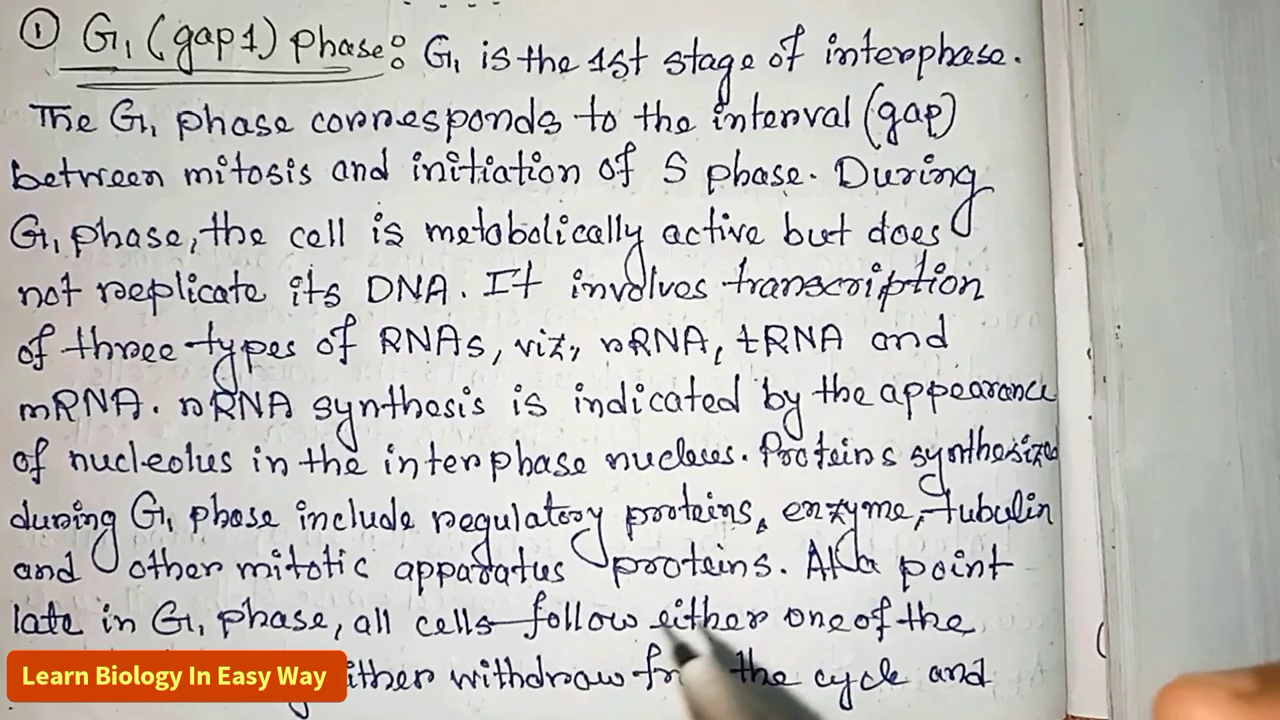 ① G₁ (gap 1) Phase: G₁ is the 1st stage of interphase.
The G₁ phase corresponds to the interval (gap)
between mitosis and initiation of S phase. During
G₁ phase, the cell is metabolically active but does
not replicate its DNA. It involves transcription
of three types of RNAs, viz, rRNA, tRNA and
mRNA. rRNA synthesis is indicated by the appearance
of nucleolus in the interphase nucleus. Proteins synthesized
during G₁ phase include regulatory proteins, enzyme, tubulin
and other mitotic apparatus proteins. At a point
late in G₁ phase, all cells follow either one of the
withdraw the cycle and
Learn Biology In Easy Way